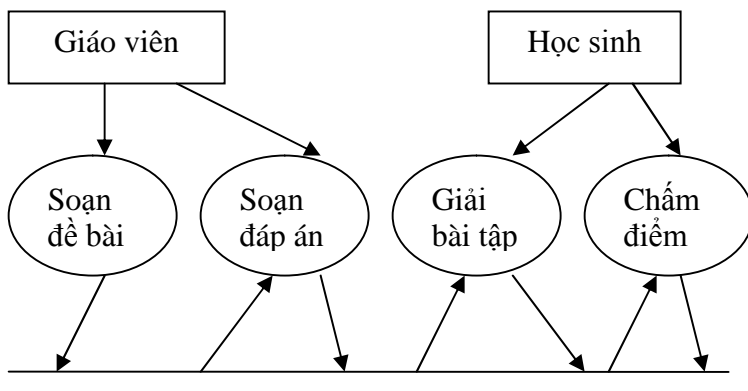 Giáo viên
Học sinh
Soạn
đề bài
Soạn
đáp án
Giải
bài tập
Chấm
điểm